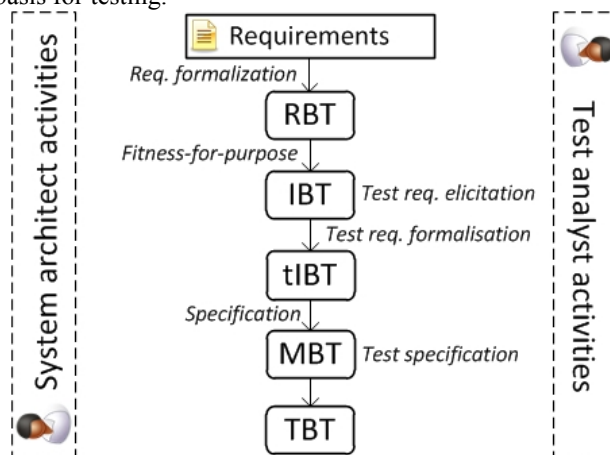 basis for testing.
Requirements
Req. formalization
RBT
Fitness-for-purpose
IBT
Test req. elicitation
Test req. formalisation
tIBT
Specification
MBT
Test specification
TBT
System architect activities
Test analyst activities